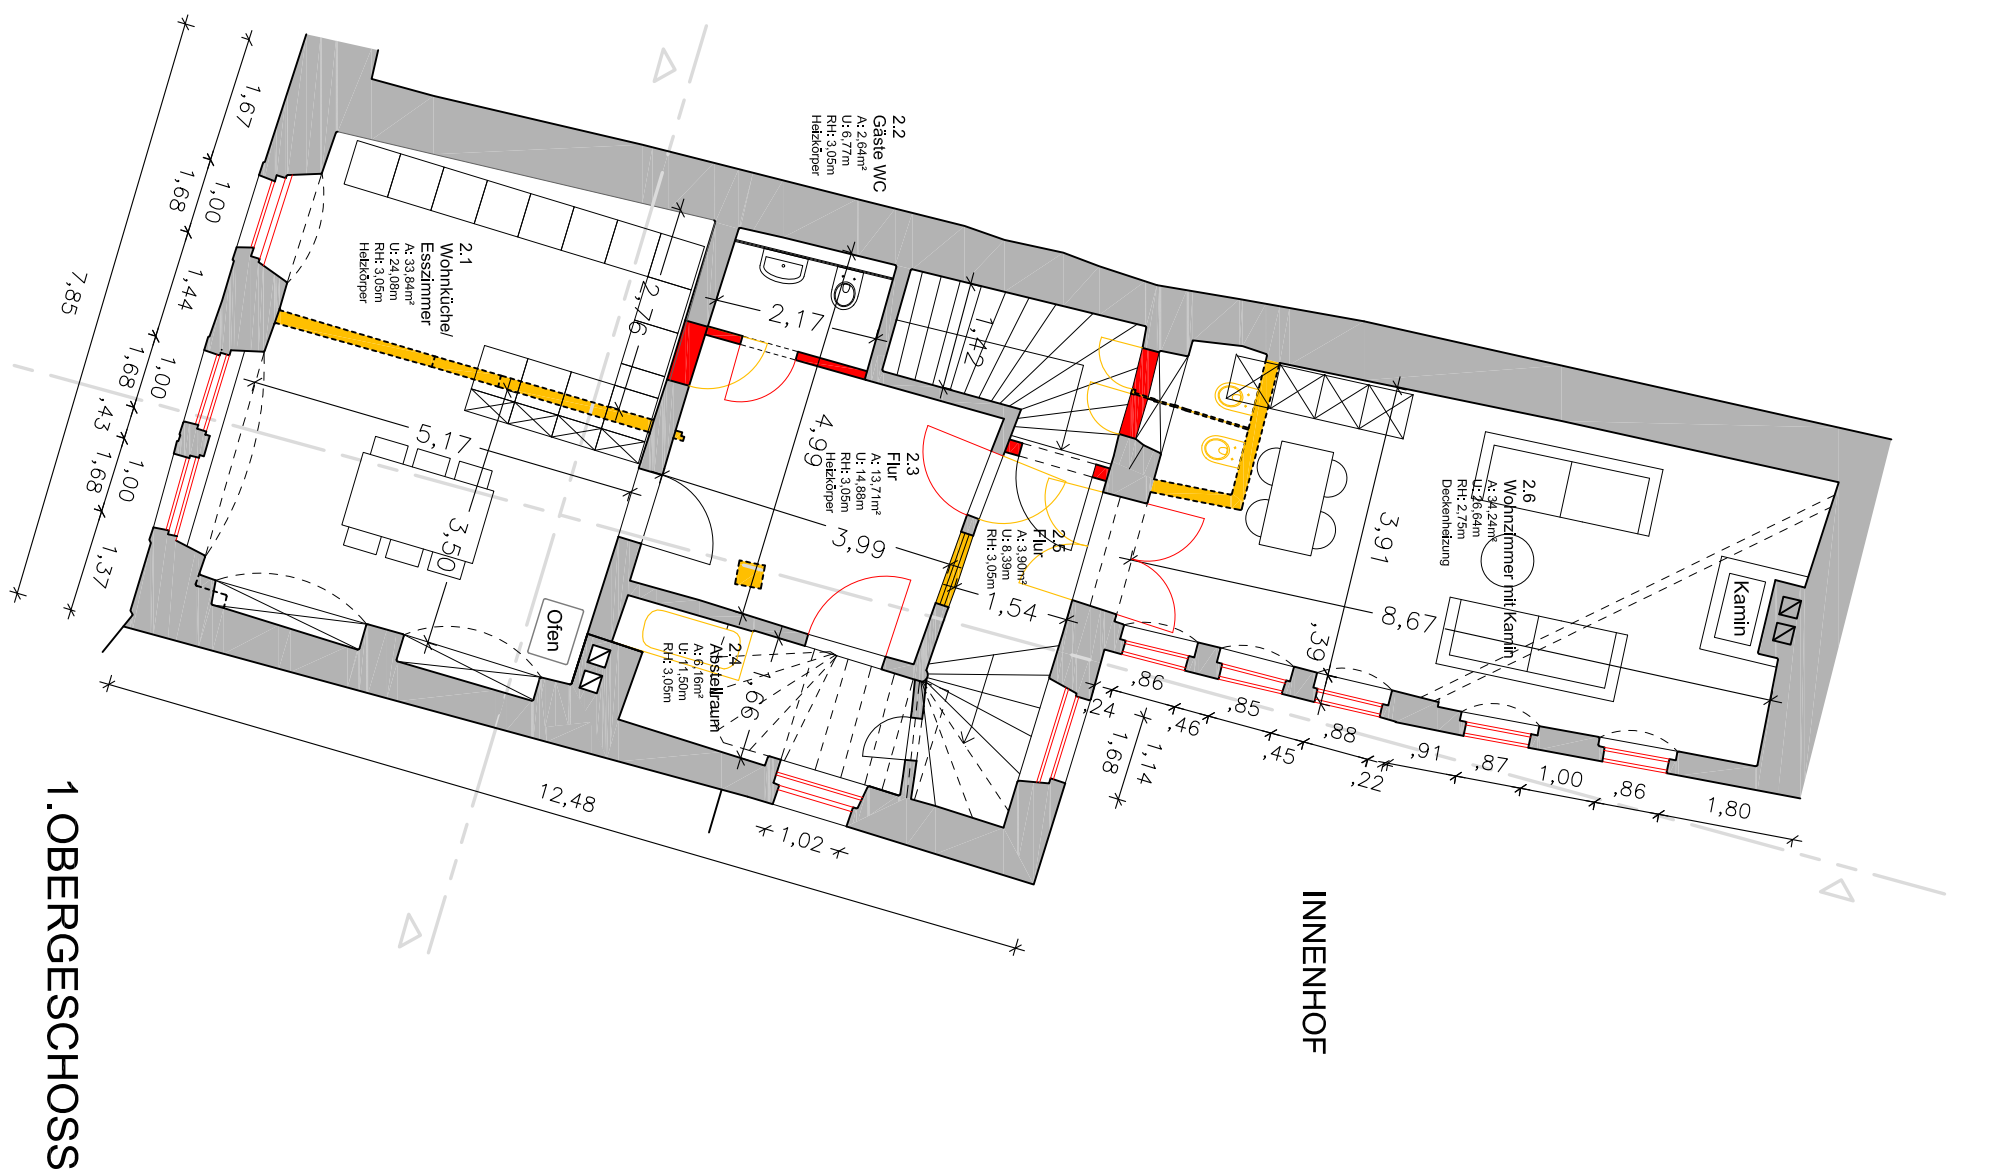 2.2
Gäste WC
A: 2,64m²
U: 6,77m
RH: 3,05m
Heizkörper
2.1
Wohnküche/
Esszimmer
A: 33,84m²
U: 24,08m
RH: 3,05m
Heizkörper
2.3
Flur
A: 13,71m²
U: 14,88m
RH: 3,05m
Heizkörper
2.5
Flur
A: 3,90m²
U: 8,39m
RH: 3,05m
2.6
Wohnzimmer mit Kamin
A: 34,24m²
U: 26,64m
RH: 2,75m
Deckenheizung
2.4
Abstellraum
A: 6,16m²
U: 11,50m
RH: 3,05m
Ofen
Kamin
1,67
1,00
1,68
1,44
1,00
1,68
,43
1,00
1,68
1,37
7,85
2,76
5,17
3,50
2,17
1,42
4,99
3,99
1,54
1,66
3,91
8,67
,39
12,48
1,02
,24
,86
,46
,85
,45
,88
,22
,91
,87
1,00
,86
1,80
1,14
1,68
INNENHOF
1.OBERGESCHOSS